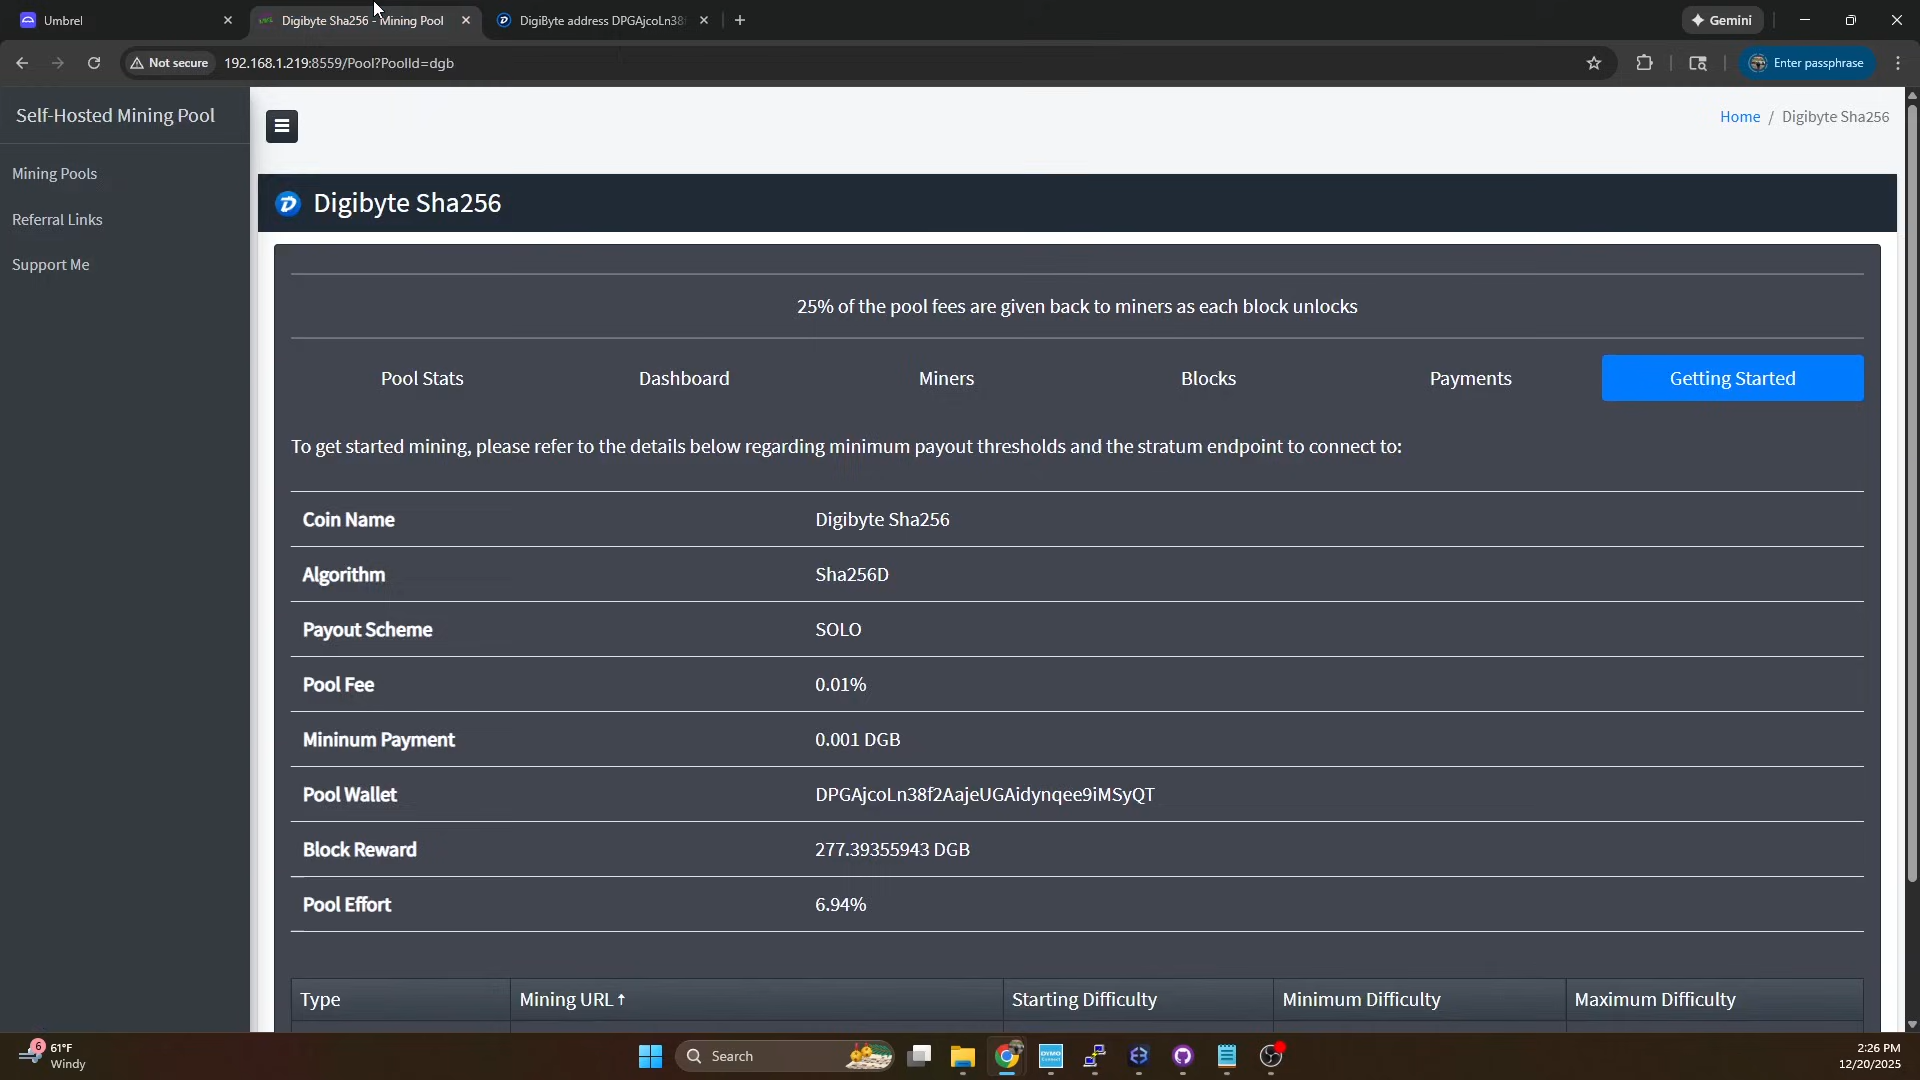 Umbrel
Digibyte Sha256 - Mining Pool
DigiByte address DPGAjcoLn38f
Gemini
Not secure
192.168.1.219:8559/Pool?PoolId=dgb
Enter passphrase
Self-Hosted Mining Pool
Home / Digibyte Sha256
Mining Pools
Referral Links
Support Me
Digibyte Sha256
25% of the pool fees are given back to miners as each block unlocks
Pool Stats Dashboard Miners Blocks Payments Getting Started
To get started mining, please refer to the details below regarding minimum payout thresholds and the stratum endpoint to connect to:
Coin Name Digibyte Sha256
Algorithm Sha256D
Payout Scheme SOLO
Pool Fee 0.01%
Mininum Payment 0.001 DGB
Pool Wallet DPGAjcoLn38f2AajeUGAidynqee9iMSyQT
Block Reward 277.39355943 DGB
Pool Effort 6.94%
Type Mining URL↑ Starting Difficulty Minimum Difficulty Maximum Difficulty
6
61°F
Windy
Search
DYMO
2:26 PM
12/20/2025